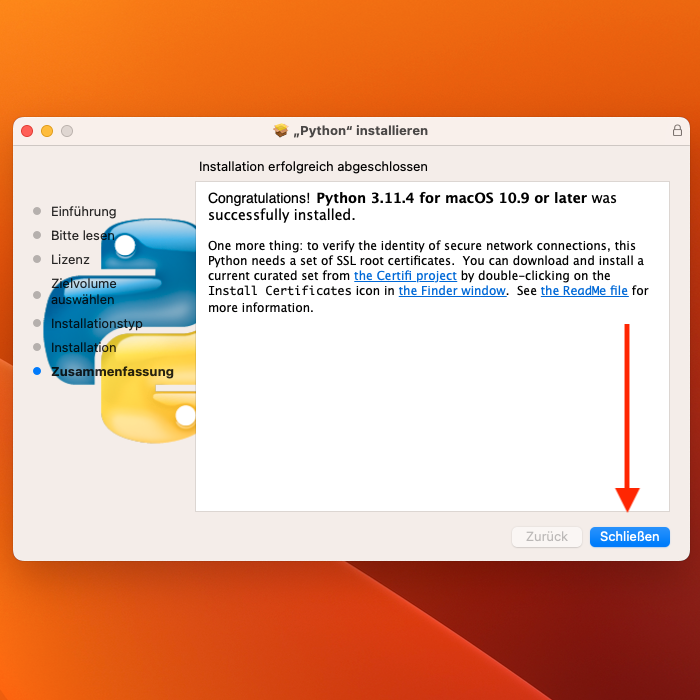 „Python“ installieren
Installation erfolgreich abgeschlossen
Einführung
Bitte lesen
Lizenz
Zielvolume
auswählen
Installationstyp
Installation
Zusammenfassung
Congratulations! Python 3.11.4 for macOS 10.9 or later was
successfully installed.
One more thing: to verify the identity of secure network connections, this
Python needs a set of SSL root certificates. You can download and install a
current curated set from the Certifi project by double-clicking on the
Install Certificates icon in the Finder window. See the ReadMe file for
more information.
Zurück
Schließen